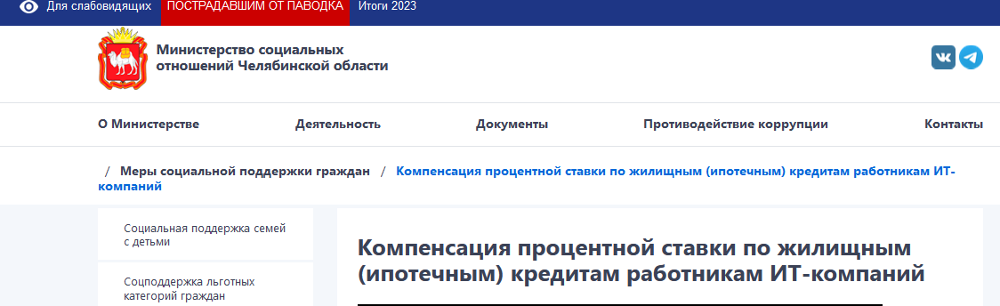 Для слабовидящих ПОСТРАДАВШИМ ОТ ПАВОДКА Итоги 2023
Министерство социальных
отношений Челябинской области
О Министерстве Деятельность Документы Противодействие коррупции Контакты
/ Меры социальной поддержки граждан / Компенсация процентной ставки по жилищным (ипотечным) кредитам работникам ИТ-
компаний
Социальная поддержка семей
с детьми
Соцподдержка льготных
категорий граждан
Компенсация процентной ставки по жилищным
(ипотечным) кредитам работникам ИТ-компаний